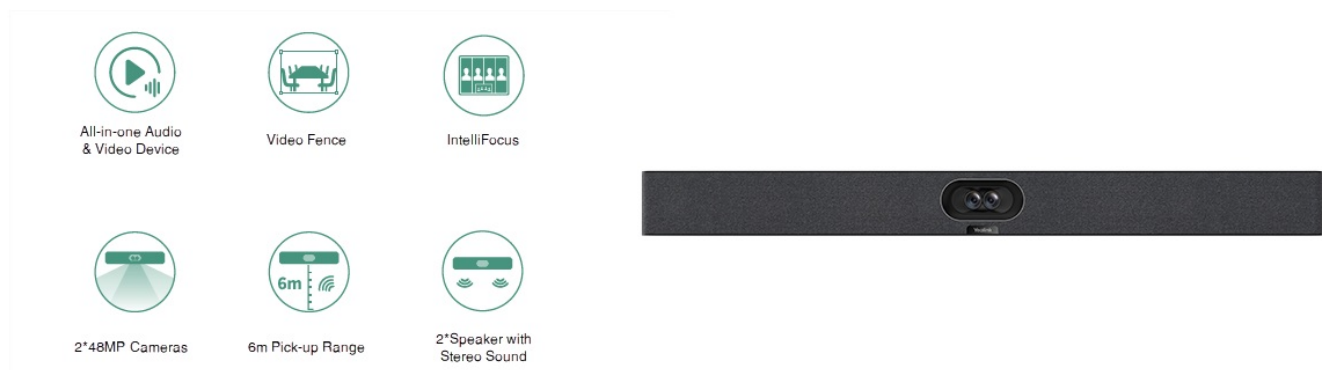 All-in-one Audio
& Video Device
Video Fence
IntelliFocus
6m
2*48MP Cameras
6m Pick-up Range
2*Speaker with
Stereo Sound
Yealink